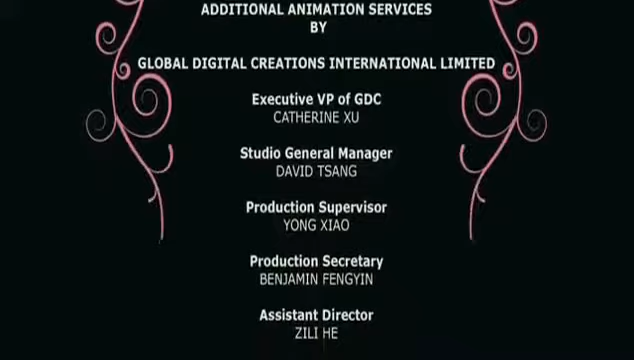 ADDITIONAL ANIMATION SERVICES
BY
GLOBAL DIGITAL CREATIONS INTERNATIONAL LIMITED
Executive VP of GDC
CATHERINE XU
Studio General Manager
DAVID TSANG
Production Supervisor
YONG XIAO
Production Secretary
BENJAMIN FENGYIN
Assistant Director
ZILI HE